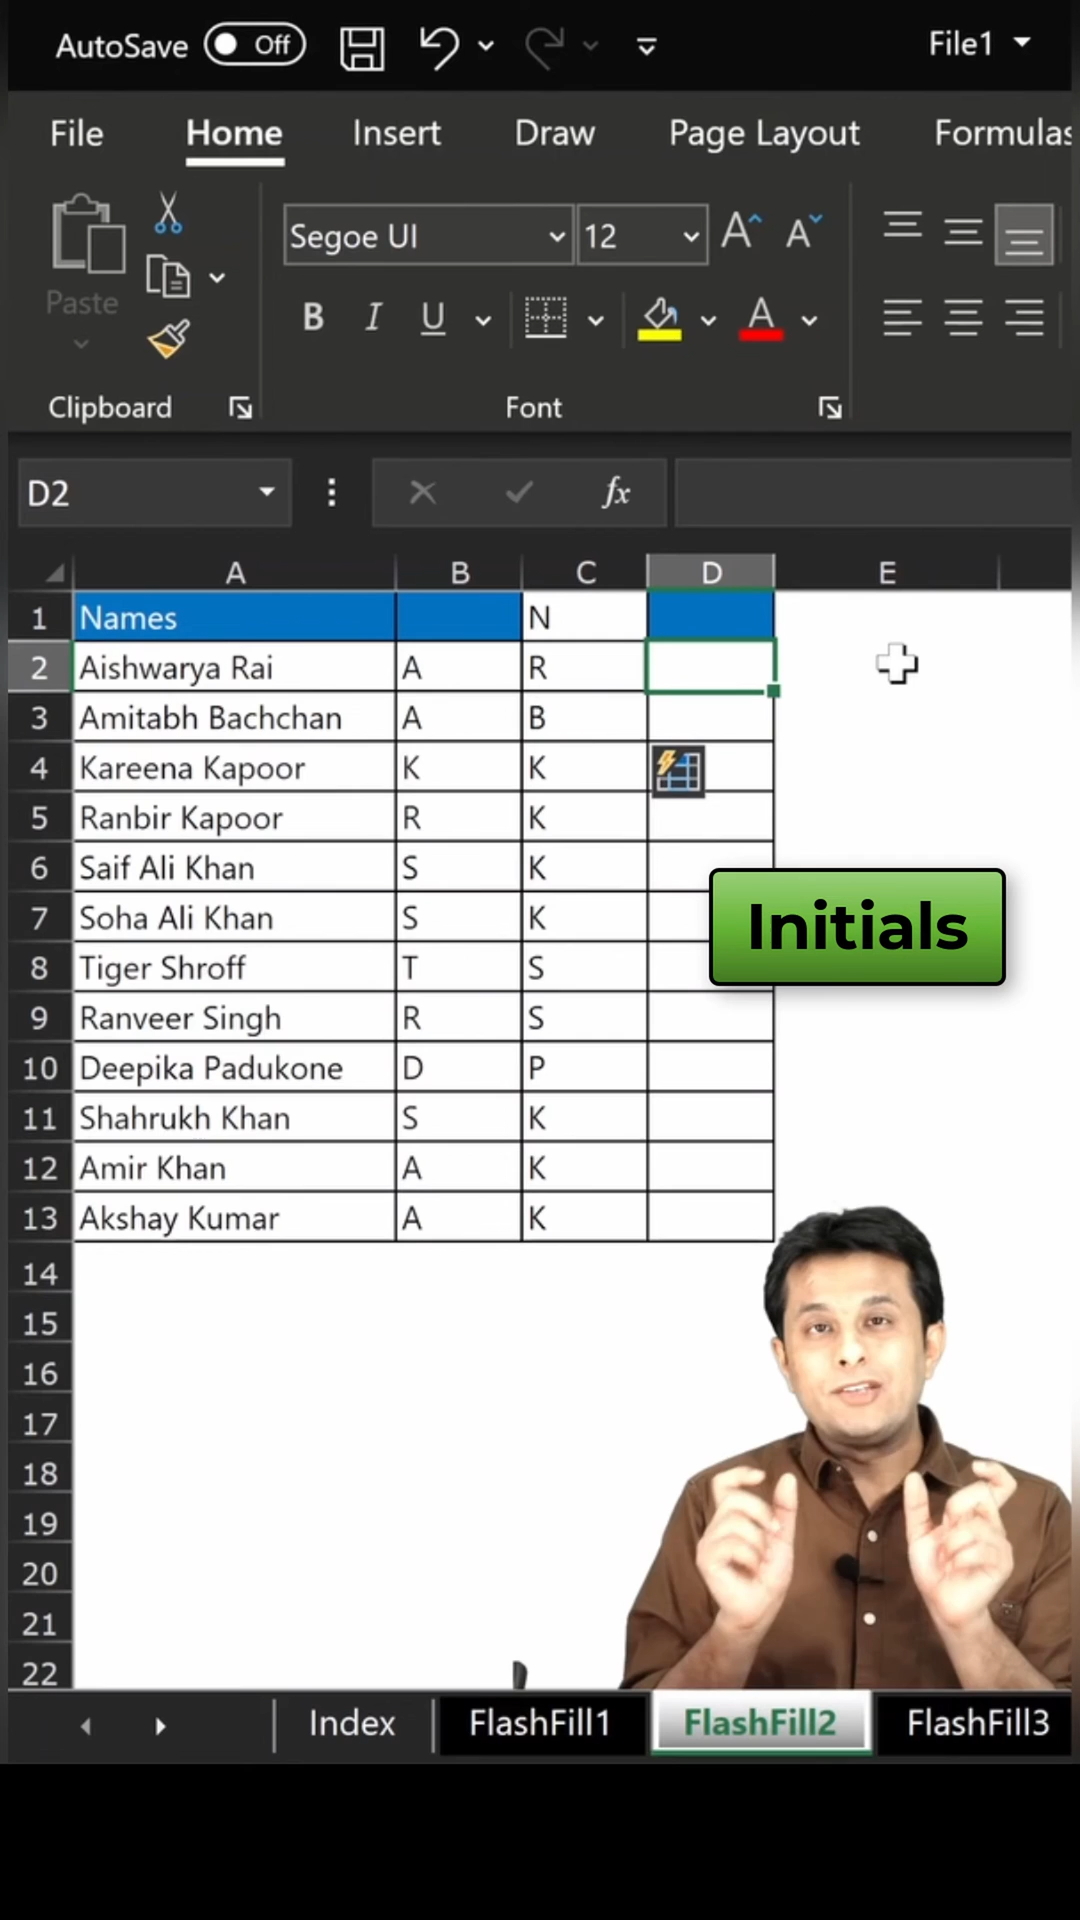 AutoSave Off File1
File Home Insert Draw Page Layout Formulas
Segoe UI 12 A A
Paste
B I U A
Clipboard Font
D2 fx
A B C D E
1 Names N
2 Aishwarya Rai A R
3 Amitabh Bachchan A B
4 Kareena Kapoor K K
5 Ranbir Kapoor R K
6 Saif Ali Khan S K
7 Soha Ali Khan S K
Initials
8 Tiger Shroff T S
9 Ranveer Singh R S
10 Deepika Padukone D P
11 Shahrukh Khan S K
12 Amir Khan A K
13 Akshay Kumar A K
14
15
16
17
18
19
20
21
22
Index FlashFill1 FlashFill2 FlashFill3